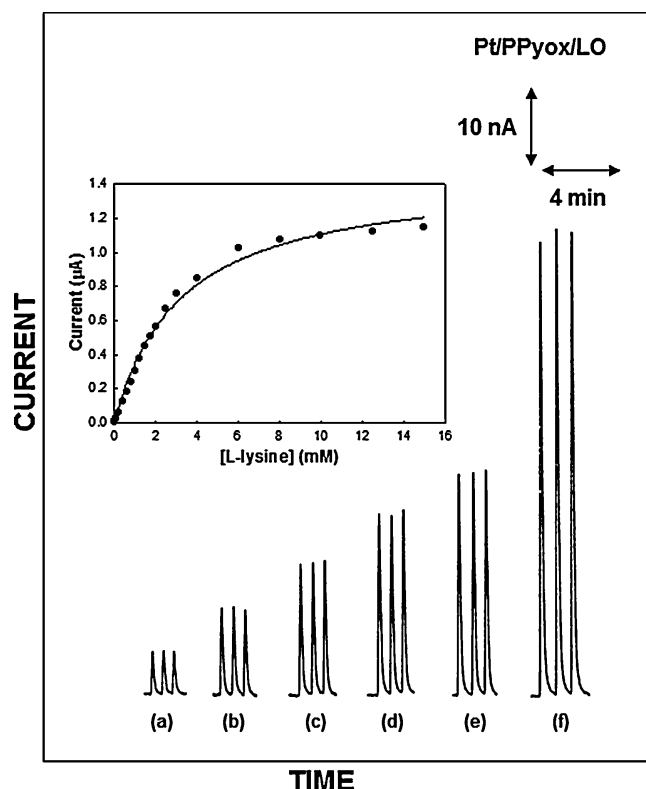 Pt/PPyox/LO
10 nA
4 min
1.4
1.2
1.0
0.8
0.6
0.4
0.2
0.0
Current (µA)
0 2 4 6 8 10 12 14 16
[L-lysine] (mM)
CURRENT
(a) (b) (c) (d) (e) (f)
TIME